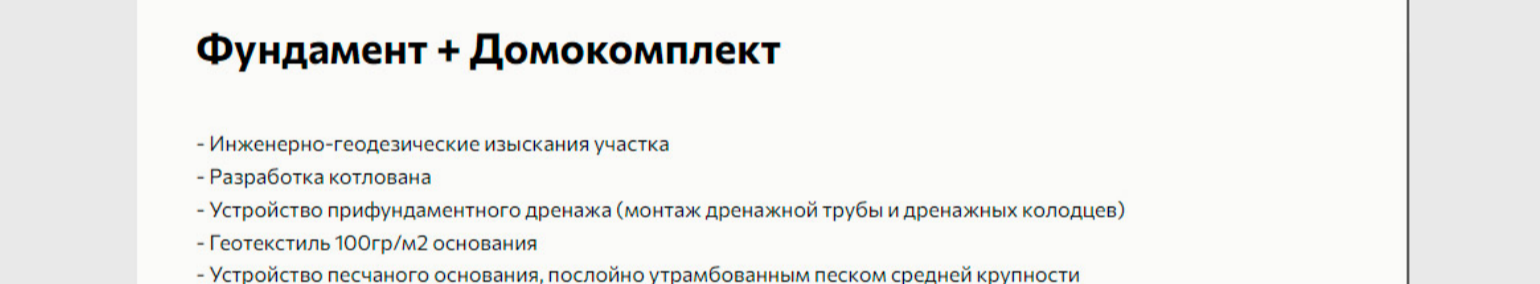 Фундамент + Домокомплект
- Инженерно-геодезические изыскания участка
- Разработка котлована
- Устройство прифундаментного дренажа (монтаж дренажной трубы и дренажных колодцев)
- Геотекстиль 100гр/м2 основания
- Устройство песчаного основания, послойно утрамбованным песком средней крупности